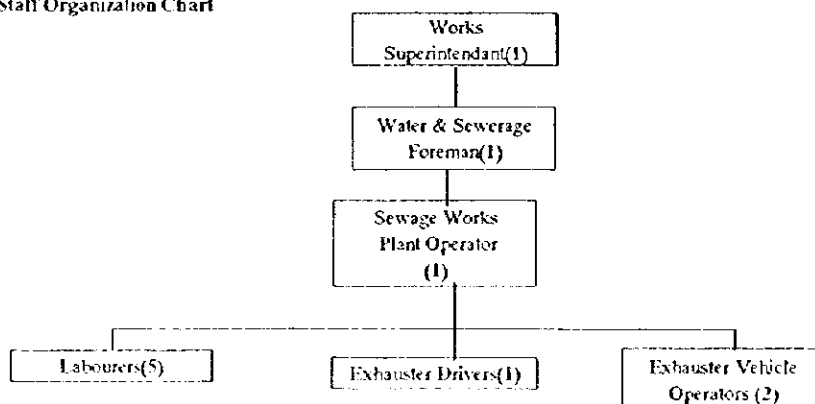 Staff Organization Chart
Works
Superintendant(1)
Water & Sewerage
Foreman(1)
Sewage Works
Plant Operator
(1)
Labourers(5)
Exhauster Drivers(1)
Exhauster Vehicle
Operators (2)